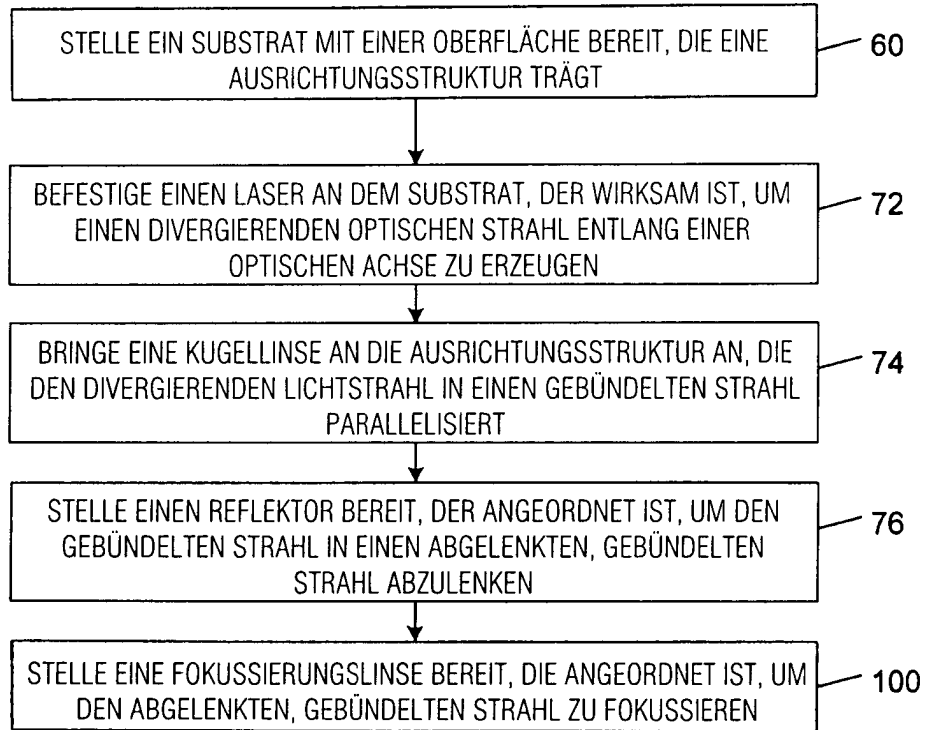 STELLE EIN SUBSTRAT MIT EINER OBERFLÄCHE BEREIT, DIE EINE
AUSRICHTUNGSSTRUKTUR TRÄGT
60
BEFESTIGE EINEN LASER AN DEM SUBSTRAT, DER WIRKSAM IST, UM
EINEN DIVERGIERENDEN OPTISCHEN STRAHL ENTLANG EINER
OPTISCHEN ACHSE ZU ERZEUGEN
72
BRINGE EINE KUGELLINSE AN DIE AUSRICHTUNGSSTRUKTUR AN, DIE
DEN DIVERGIERENDEN LICHTSTRAHL IN EINEN GEBÜNDELTEN STRAHL
PARALLELISIERT
74
STELLE EINEN REFLEKTOR BEREIT, DER ANGEORDNET IST, UM DEN
GEBÜNDELTEN STRAHL IN EINEN ABGELENKTEN, GEBÜNDELTEN
STRAHL ABZULENKEN
76
STELLE EINE FOKUSSIERUNGSLINSE BEREIT, DIE ANGEORDNET IST, UM
DEN ABGELENKTEN, GEBÜNDELTEN STRAHL ZU FOKUSSIEREN
100